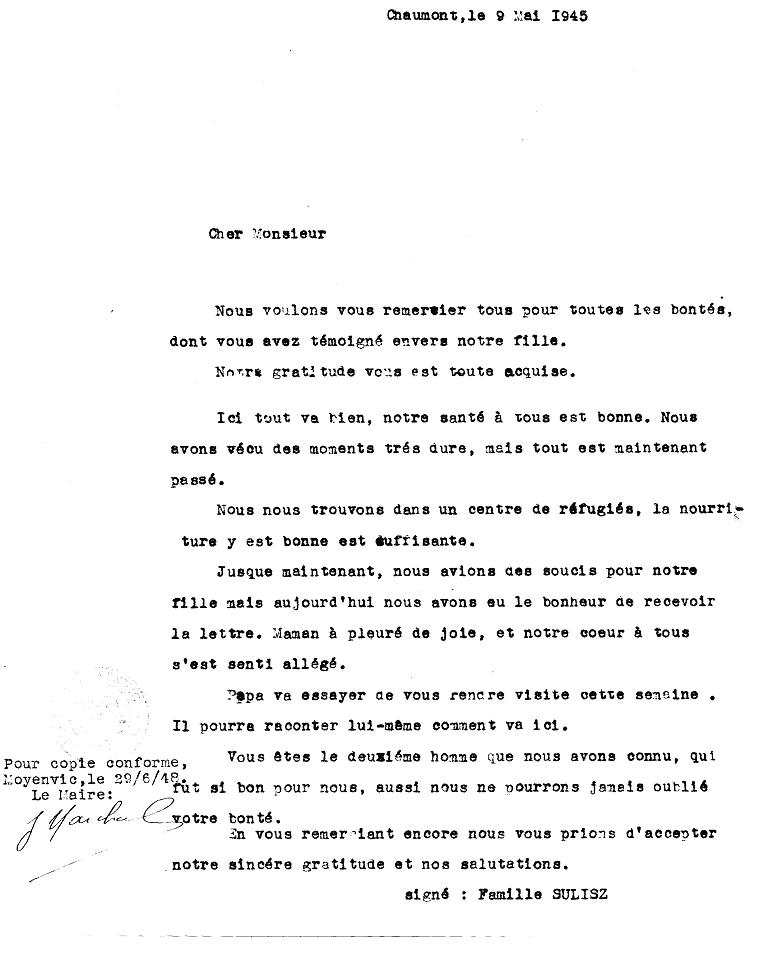 Chaumont,le 9 Mai I945
Cher Monsieur
Nous voulons vous remercier tous pour toutes les bontés,
dont vous avez témoigné envers notre fille.
Notre gratitude vous est toute acquise.
Ici tout va bien, notre santé à tous est bonne. Nous
avons vécu des moments trés dure, mais tout est maintenant
passé.
Nous nous trouvons dans un centre de réfugiés, la nourri-
ture y est bonne est suffisante.
Jusque maintenant, nous avions des soucis pour notre
fille mais aujourd'hui nous avons eu le bonheur de recevoir
la lettre. Maman à pleuré de joie, et notre coeur à tous
s'est senti allégé.
Papa va essayer de vous rendre visite cette semaine .
Il pourra raconter lui-même comment va ici.
Vous êtes le deuxiéme homme que nous avons connu, qui
fut si bon pour nous, aussi nous ne pourrons jamais oublié
votre bonté.
En vous remerciant encore nous vous prions d'accepter
notre sincére gratitude et nos salutations.
signé : Famille SULISZ
Pour copie conforme,
Moyenvic,le 29/6/48.
Le Maire: